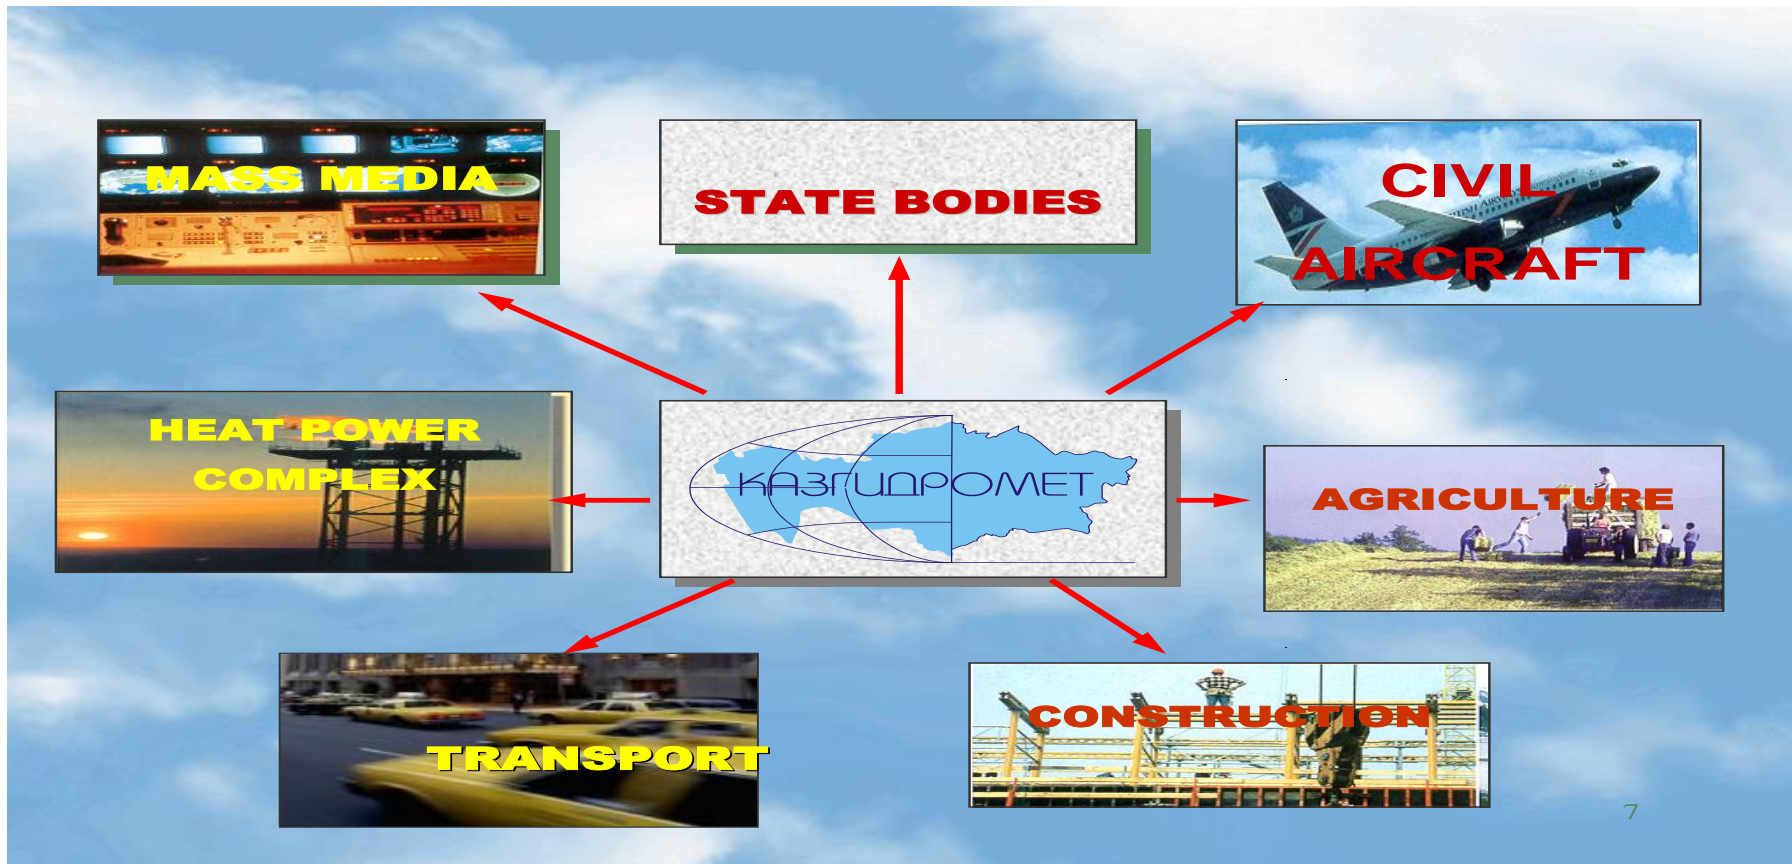 MASS MEDIA
STATE BODIES
CIVIL
AIRCRAFT
HEAT POWER
COMPLEX
КАЗГИДРОМЕТ
AGRICULTURE
TRANSPORT
CONSTRUCTION
7